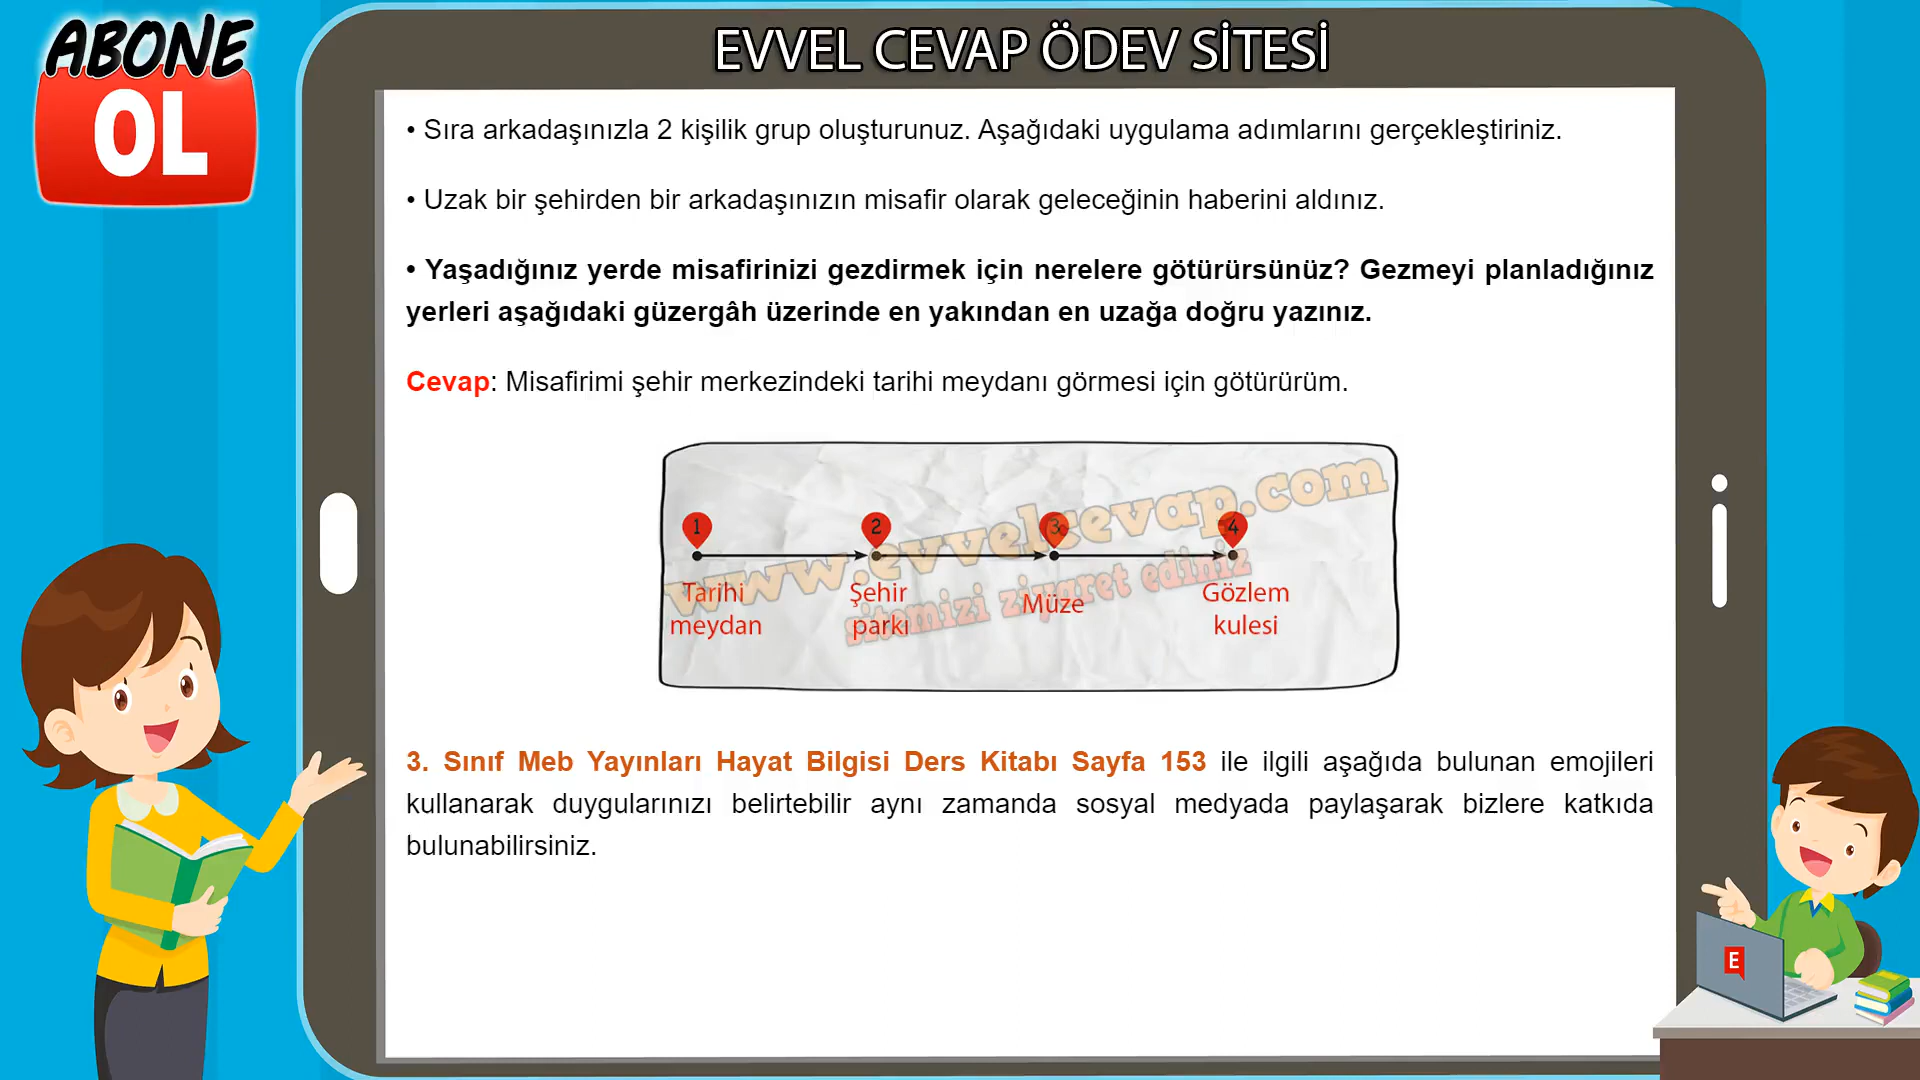 ABONE
OL
EVVEL CEVAP ÖDEV SİTESİ
• Sıra arkadaşınızla 2 kişilik grup oluşturunuz. Aşağıdaki uygulama adımlarını gerçekleştiriniz.
• Uzak bir şehirden bir arkadaşınızın misafir olarak geleceğinin haberini aldınız.
• Yaşadığınız yerde misafirinizi gezdirmek için nerelere götürürsünüz? Gezmeyi planladığınız
yerleri aşağıdaki güzergâh üzerinde en yakından en uzağa doğru yazınız.
Cevap: Misafirimi şehir merkezindeki tarihi meydanı görmesi için götürürüm.
1 2 3 4
www.evvelcevap.com
sitemizi ziyaret ediniz
Tarihi
meydan
Şehir
parkı
Müze
Gözlem
kulesi
3. Sınıf Meb Yayınları Hayat Bilgisi Ders Kitabı Sayfa 153 ile ilgili aşağıda bulunan emojileri
kullanarak duygularınızı belirtebilir aynı zamanda sosyal medyada paylaşarak bizlere katkıda
bulunabilirsiniz.
E